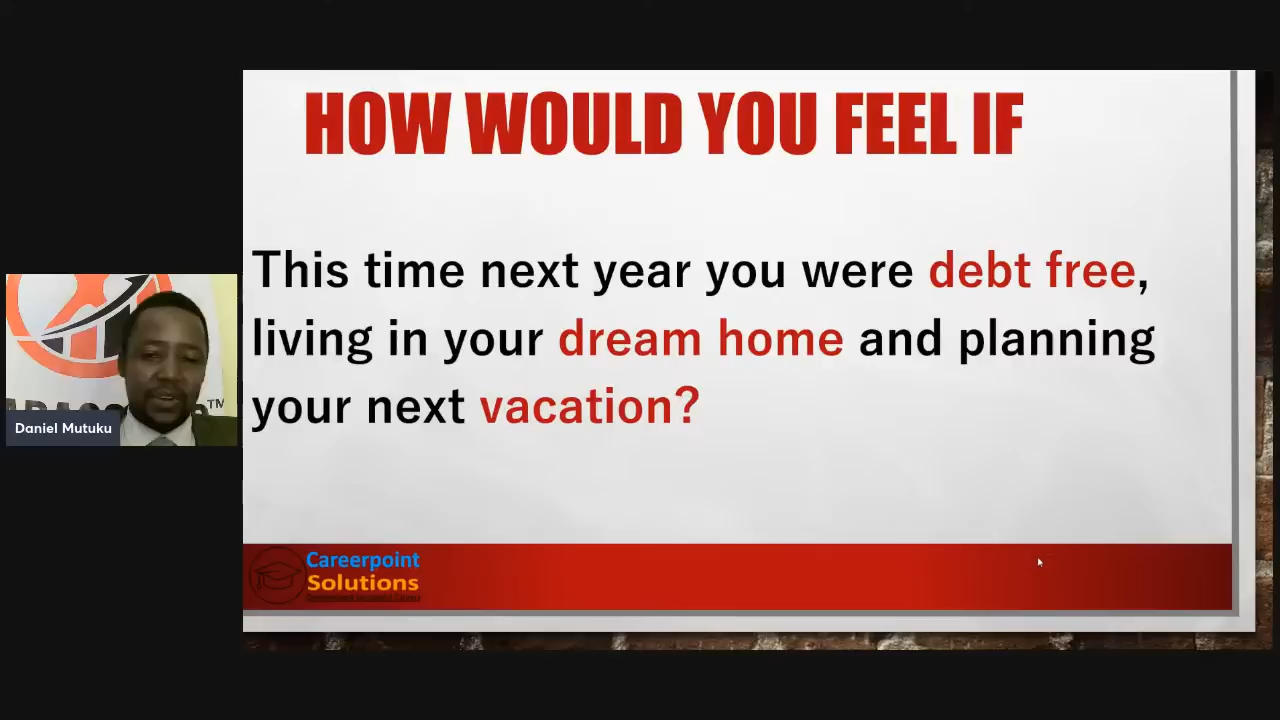 HOW WOULD YOU FEEL IF
This time next year you were debt free,
living in your dream home and planning
your next vacation?
Daniel Mutuku
Careerpoint
Solutions